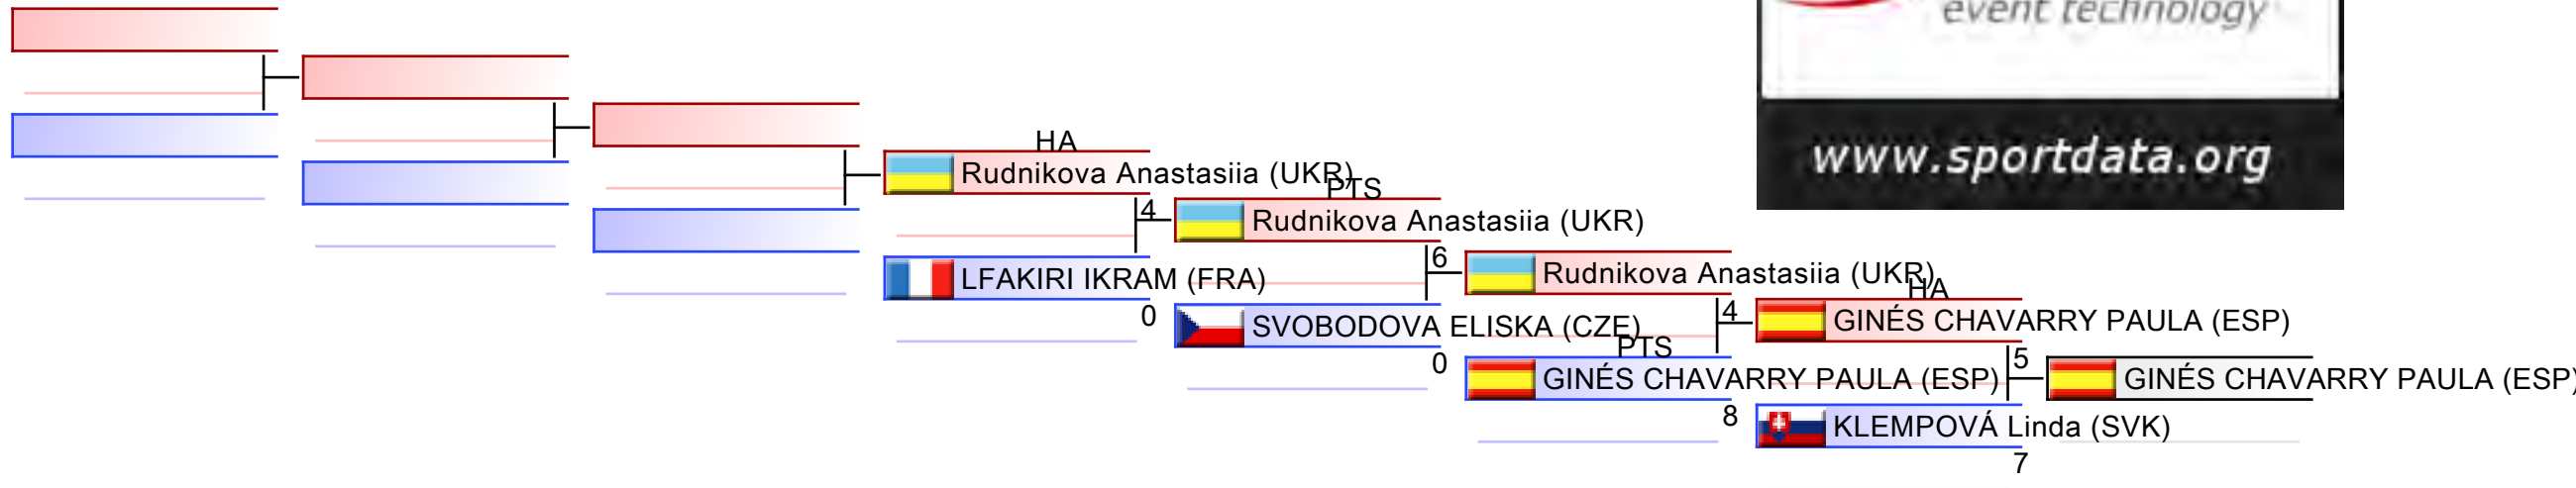 event technology
www.sportdata.org
HA
Rudnikova Anastasiia (UKR)
PTS
4
Rudnikova Anastasiia (UKR)
LFAKIRI IKRAM (FRA)
0
6
Rudnikova Anastasiia (UKR)
HA
SVOBODOVA ELISKA (CZE)
0
PTS
4
GINÉS CHAVARRY PAULA (ESP)
GINÉS CHAVARRY PAULA (ESP)
8
5
GINÉS CHAVARRY PAULA (ESP)
KLEMPOVÁ Linda (SVK)
7